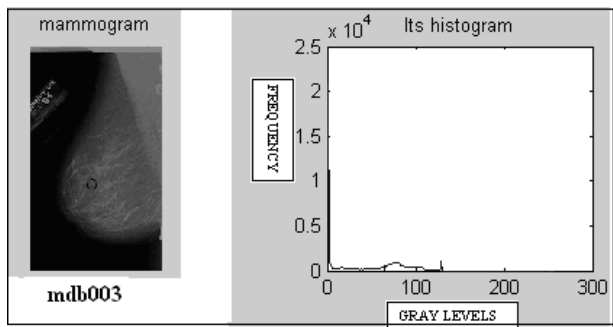 mammogram
mdb003
Its histogram
x 10^4
FREQUENCY
2.5
2
1.5
1
0.5
0
0 100 200 300
GRAY LEVELS